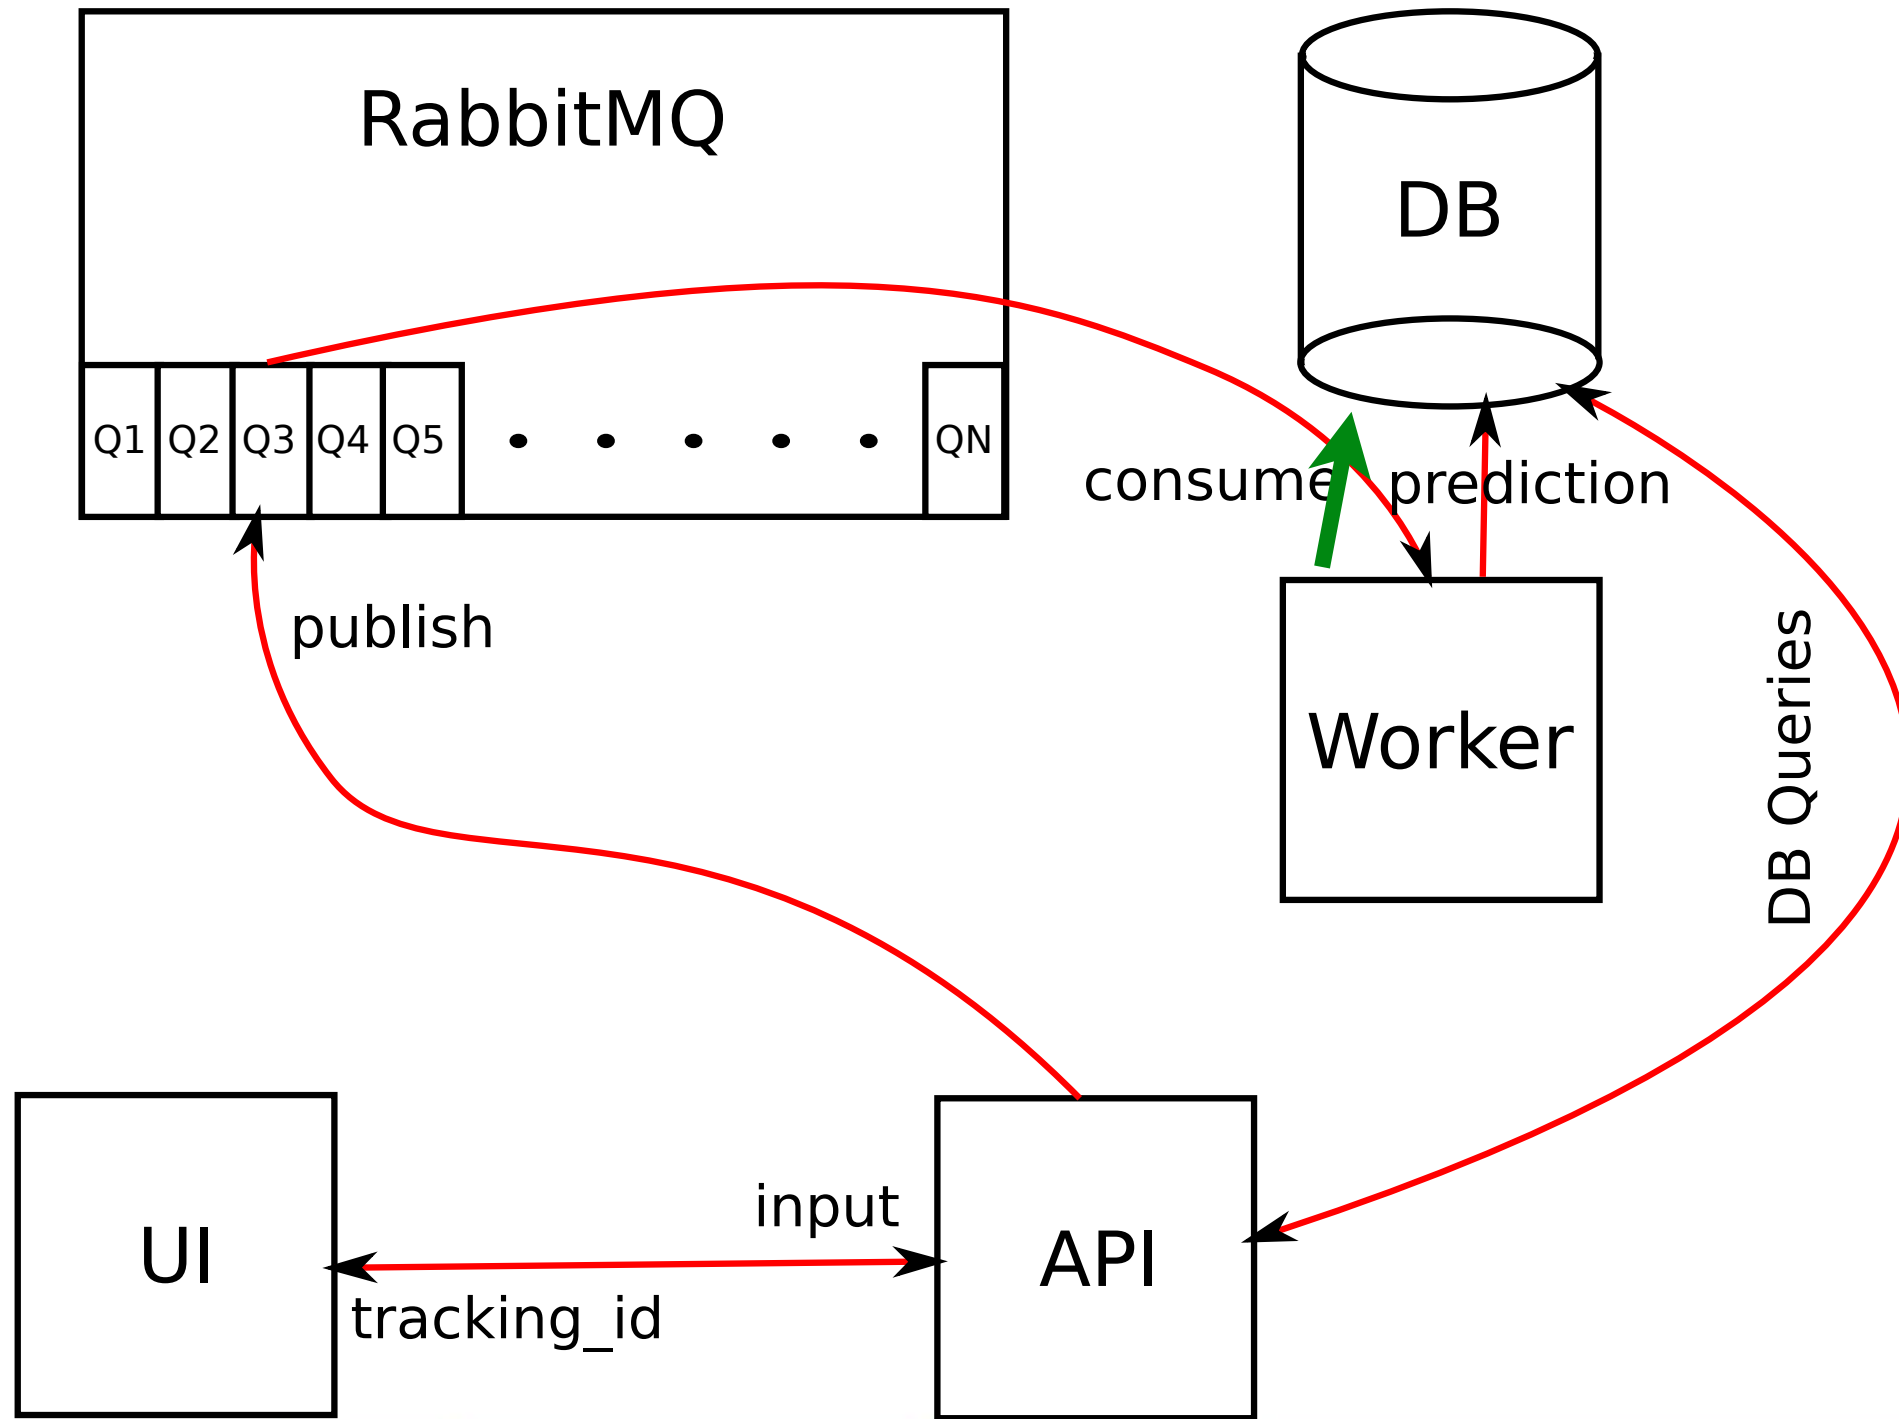 RabbitMQ
DB
Q1
Q2
Q3
Q4
Q5
QN
consume
prediction
publish
Worker
DB Queries
input
UI
API
tracking_id